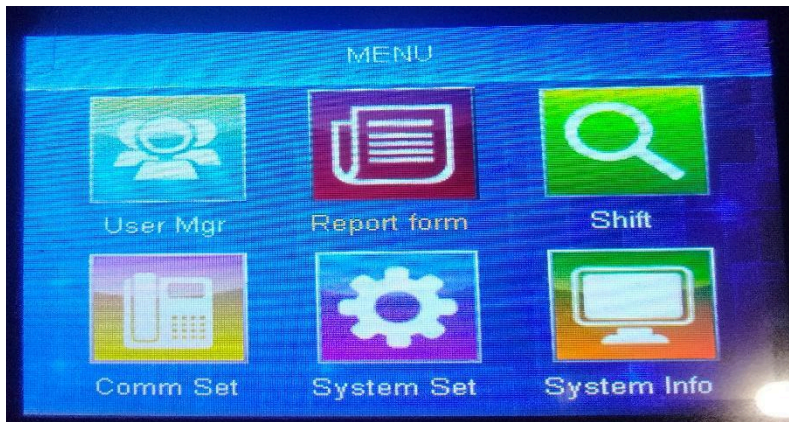 MENU
User Mgr
Report form
Shift
Comm Set
System Set
System Info